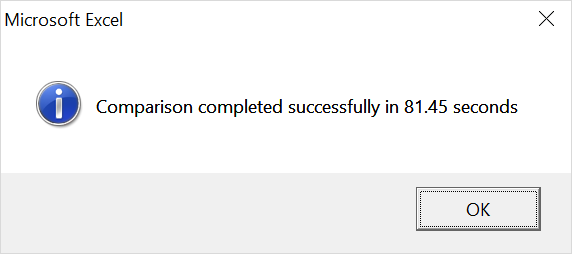 Microsoft Excel
Comparison completed successfully in 81.45 seconds
OK